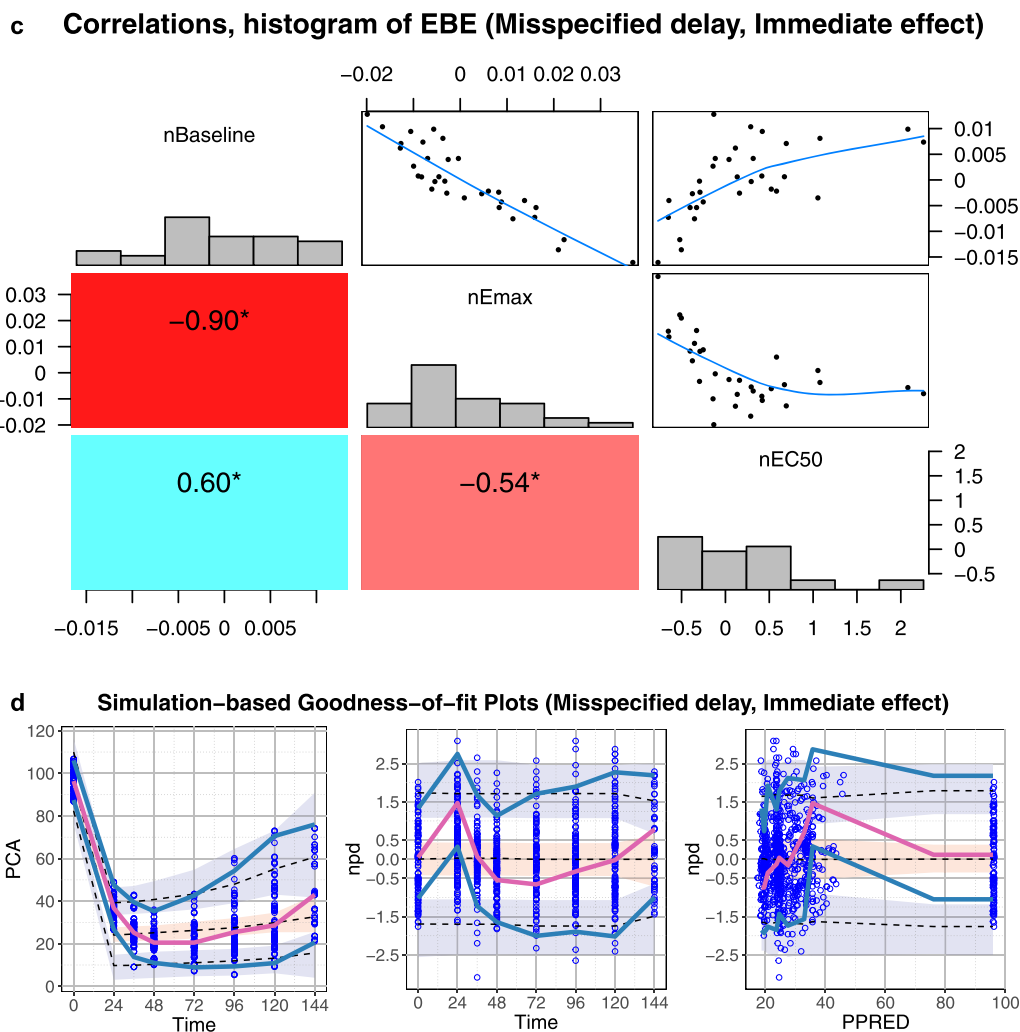 c Correlations, histogram of EBE (Misspecified delay, Immediate effect)
−0.02 0 0.01 0.02 0.03
nBaseline
0.01
0.005
0
−0.005
−0.01
−0.015
0.03
0.02
0.01
0
−0.01
−0.02
−0.90*
nEmax
0.60*
−0.54*
nEC50
2
1.5
1
0.5
0
−0.5
−0.015 −0.005 0 0.005
−0.5 0 0.5 1 1.5 2
d Simulation−based Goodness−of−fit Plots (Misspecified delay, Immediate effect)
PCA
120
100
80
60
40
20
0
0 24 48 72 96 120 144
Time
npd
2.5
1.5
0.5
0.0
−0.5
−1.5
−2.5
0 24 48 72 96 120 144
Time
npd
2.5
1.5
0.5
0.0
−0.5
−1.5
−2.5
20 40 60 80 100
PPRED